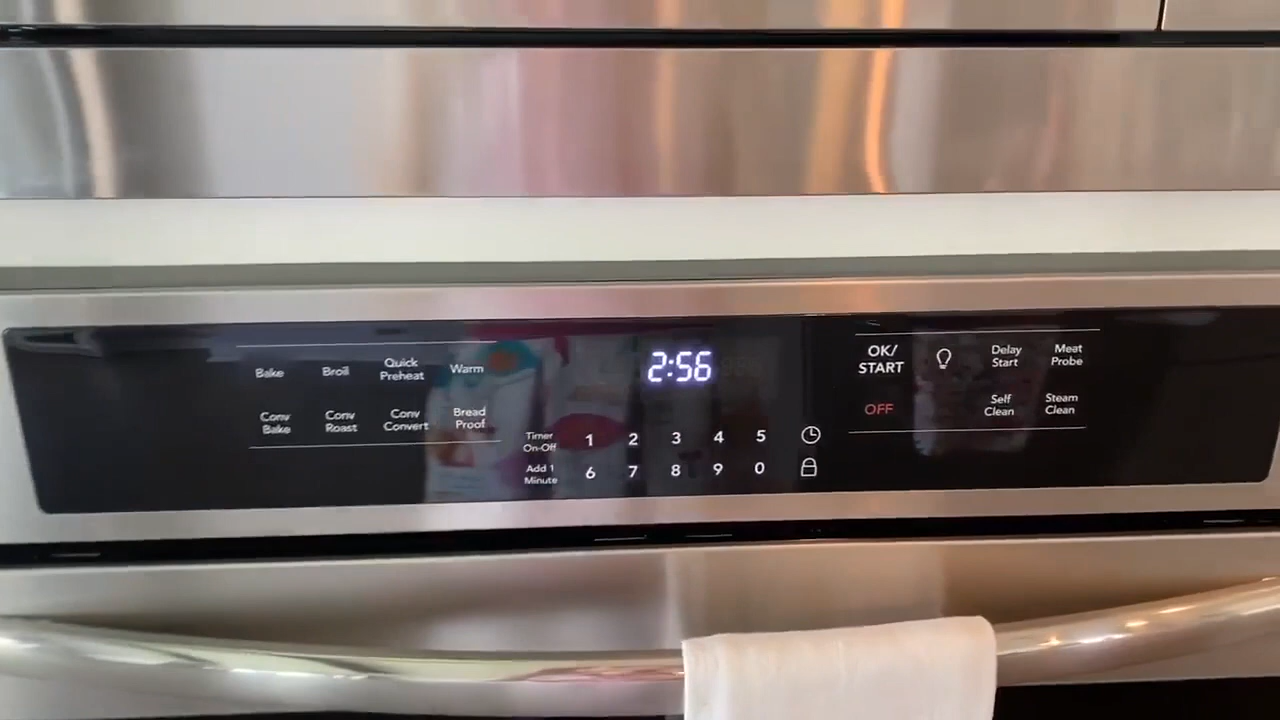 Bake
Broil
Quick
Preheat
Warm
Conv
Bake
Conv
Roast
Conv
Convert
Bread
Proof
2:56
Timer
On-Off
1 2 3 4 5
Add 1
Minute
6 7 8 9 0
OK/
START
Delay
Start
Meat
Probe
OFF
Self
Clean
Steam
Clean